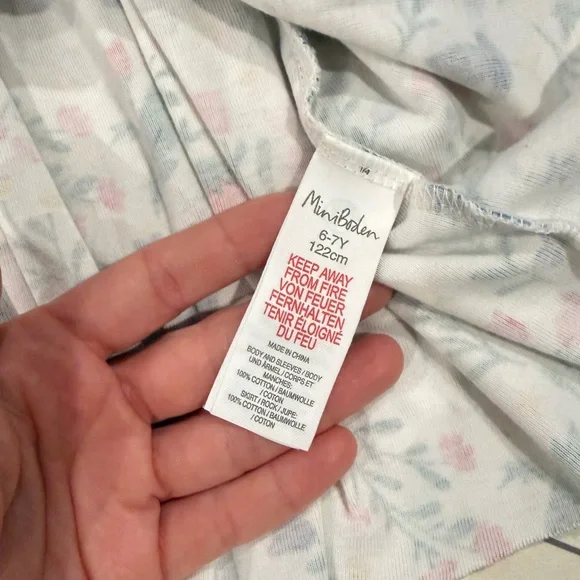 1/4
MiniBoden
6-7Y
122cm
KEEP AWAY
FROM FIRE
VON FEUER
FERNHALTEN
TENIR ÉLOIGNÉ
DU FEU
MADE IN CHINA
BODY AND SLEEVES / BODY
UND ÄRMEL / CORPS ET
MANCHES:
100% COTTON / BAUMWOLLE
/ COTON
SKIRT / ROCK / JUPE:
100% COTTON / BAUMWOLLE
/ COTON